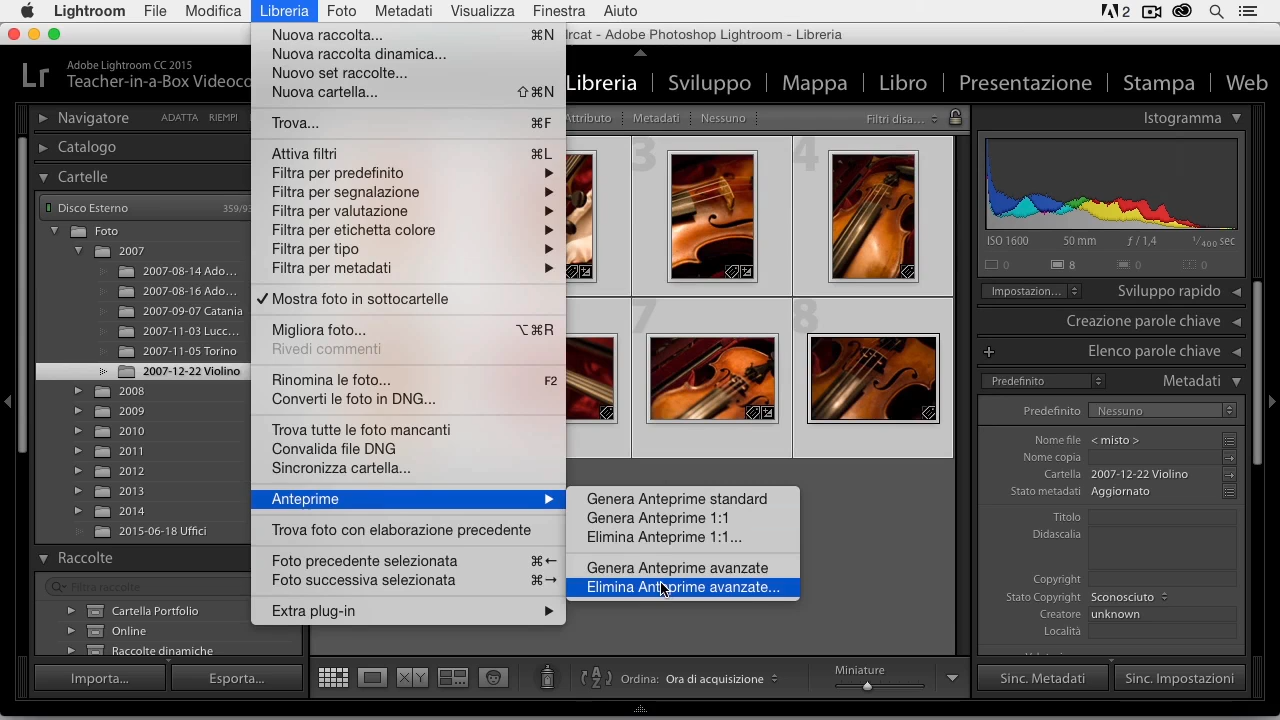 Lightroom File Modifica Libreria Foto Metadati Visualizza Finestra Aiuto 2
rcat - Adobe Photoshop Lightroom - Libreria
Lr
Adobe Lightroom CC 2015
Teacher-in-a-Box
Libreria Sviluppo Mappa Libro Presentazione Stampa Web
Navigatore ADATTA RIEMPI
Catalogo
Cartelle
Disco Esterno
Foto
2007
2007-08-14 Ado...
2007-08-16 Ado...
2007-09-07 Catania
2007-11-03 Lucc...
2007-11-05 Torino
2007-12-22 Violino
2008
2009
2010
2011
2012
2013
2014
2015-06-18 Uffici
Raccolte
Filtra raccolte
Cartella Portfolio
Online
Raccolte dinamiche
Importa...
Esporta...
Nuova raccolta... ⌘N
Nuova raccolta dinamica...
Nuovo set raccolte...
Nuova cartella... ⇧⌘N
Trova... ⌘F
Attiva filtri ⌘L
Filtra per predefinito
Filtra per segnalazione
Filtra per valutazione
Filtra per etichetta colore
Filtra per tipo
Filtra per metadati
✓ Mostra foto in sottocartelle
Migliora foto... ⌥⌘R
Rivedi commenti
Rinomina le foto... F2
Converti le foto in DNG...
Trova tutte le foto mancanti
Convalida file DNG
Sincronizza cartella...
Anteprime
Trova foto con elaborazione precedente
Foto precedente selezionata ⌘←
Foto successiva selezionata ⌘→
Extra plug-in
Genera Anteprime standard
Genera Anteprime 1:1
Elimina Anteprime 1:1...
Genera Anteprime avanzate
Elimina Anteprime avanzate...
Attributo Metadati Nessuno Filtri disa...
3
4
7
8
Ordina: Ora di acquisizione
Miniature
Istogramma
ISO 1600 50 mm ƒ / 1,4 1/400 sec
0 8 0 0
Impostazion... Sviluppo rapido
Creazione parole chiave
Elenco parole chiave
Predefinito Metadati
Predefinito Nessuno
Nome file < misto >
Nome copia
Cartella 2007-12-22 Violino
Stato metadati Aggiornato
Titolo
Didascalia
Copyright
Stato Copyright Sconosciuto
Creatore unknown
Località
Sinc. Metadati
Sinc. Impostazioni